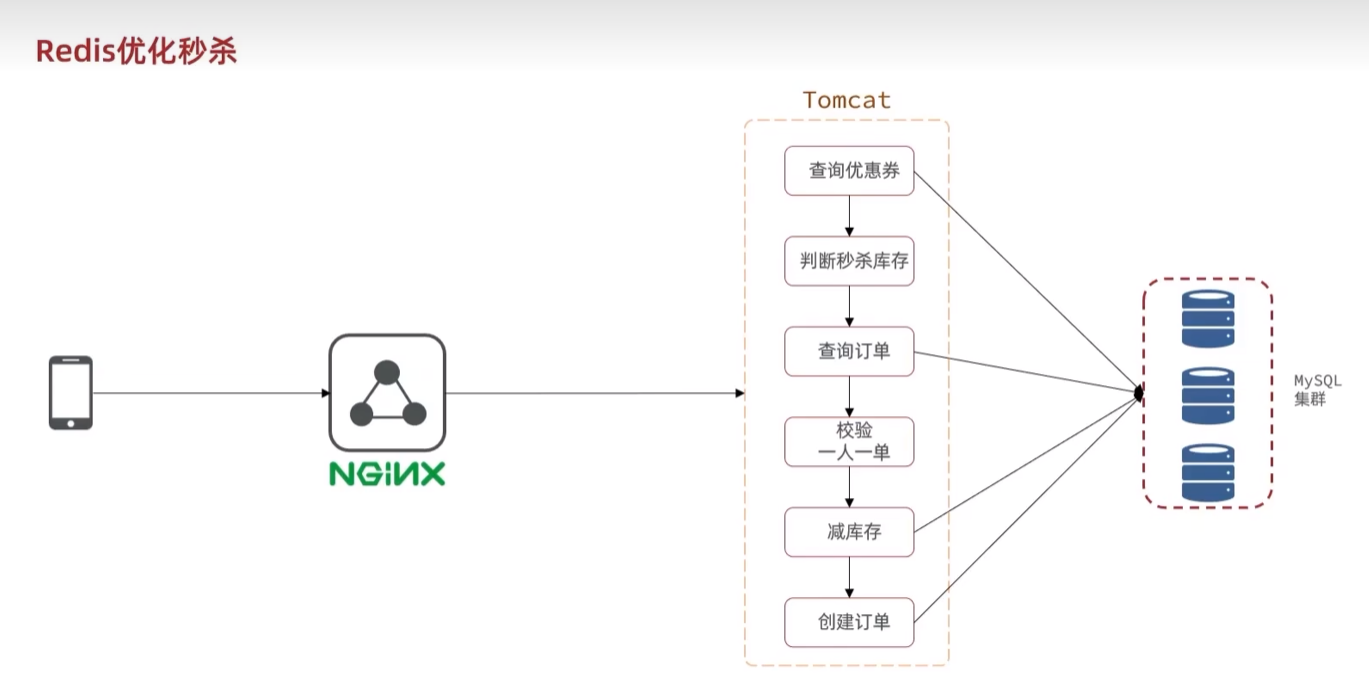 Redis优化秒杀
Tomcat
查询优惠券
判断秒杀库存
查询订单
校验
一人一单
减库存
创建订单
NGiNX
MySQL
集群